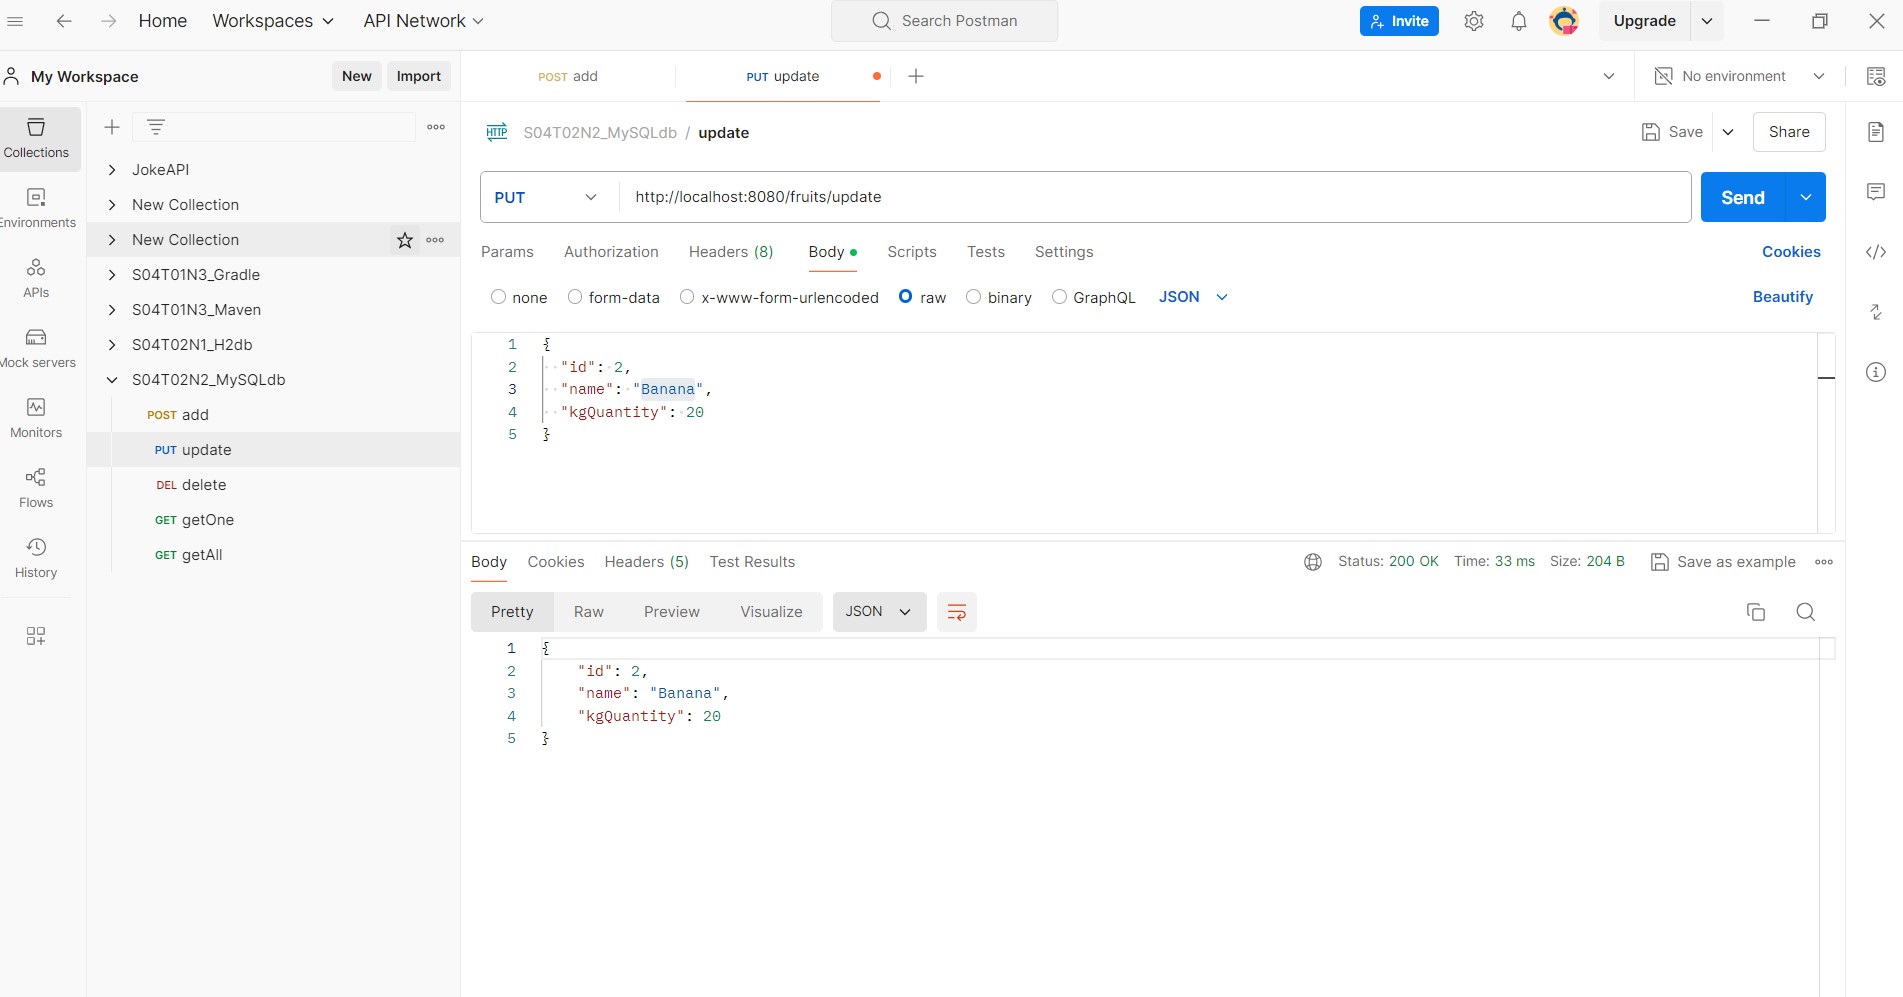 Home Workspaces API Network Search Postman Invite Upgrade
My Workspace New Import POST add PUT update No environment
Collections
Environments
APIs
Mock servers
Monitors
Flows
History
JokeAPI
New Collection
New Collection
S04T01N3_Gradle
S04T01N3_Maven
S04T02N1_H2db
S04T02N2_MySQLdb
POST add
PUT update
DEL delete
GET getOne
GET getAll
HTTP S04T02N2_MySQLdb / update Save Share
PUT http://localhost:8080/fruits/update Send
Params Authorization Headers (8) Body Scripts Tests Settings Cookies
none form-data x-www-form-urlencoded raw binary GraphQL JSON Beautify
1 {
2 "id": 2,
3 "name": "Banana",
4 "kgQuantity": 20
5 }
Body Cookies Headers (5) Test Results Status: 200 OK Time: 33 ms Size: 204 B Save as example
Pretty Raw Preview Visualize JSON
1 {
2 "id": 2,
3 "name": "Banana",
4 "kgQuantity": 20
5 }